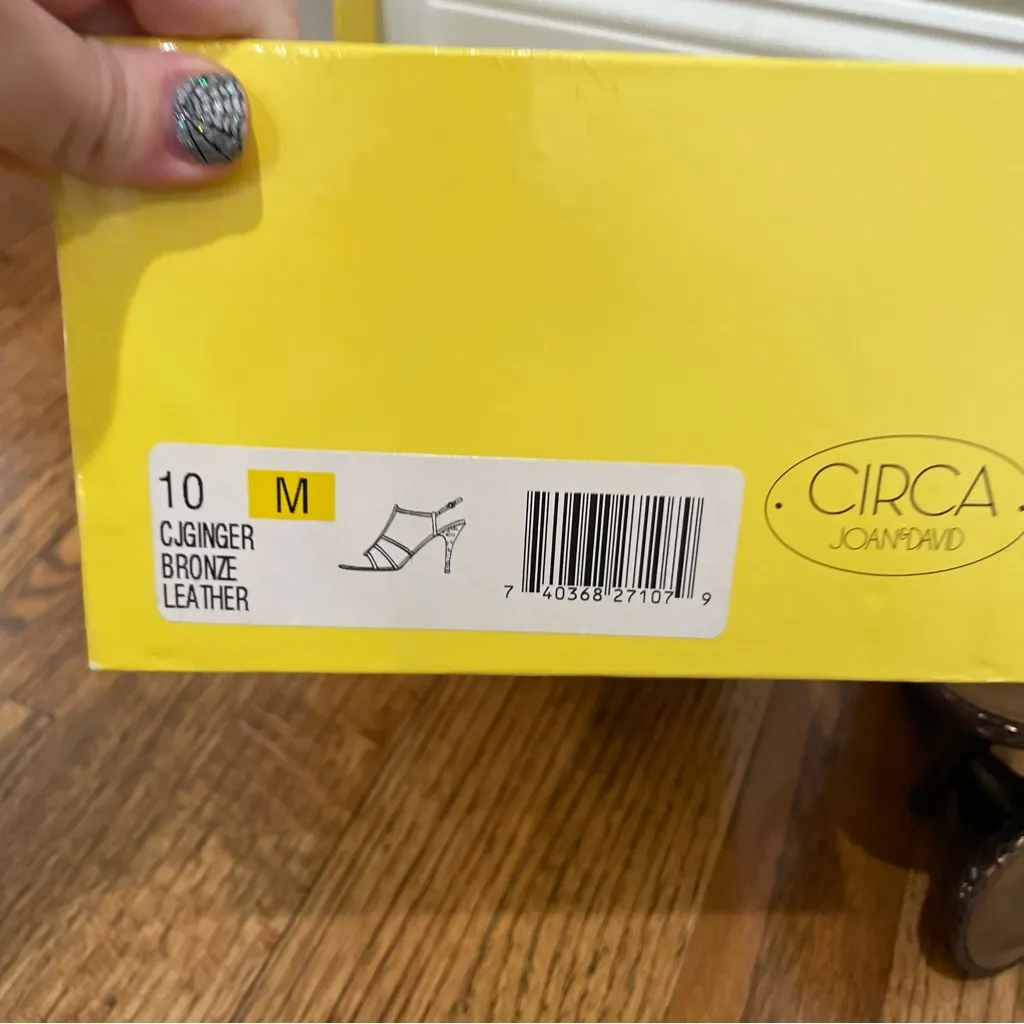 10 M
CJGINGER
BRONZE
LEATHER
7 40368 27107 9
CIRCA
JOAN&DAVID